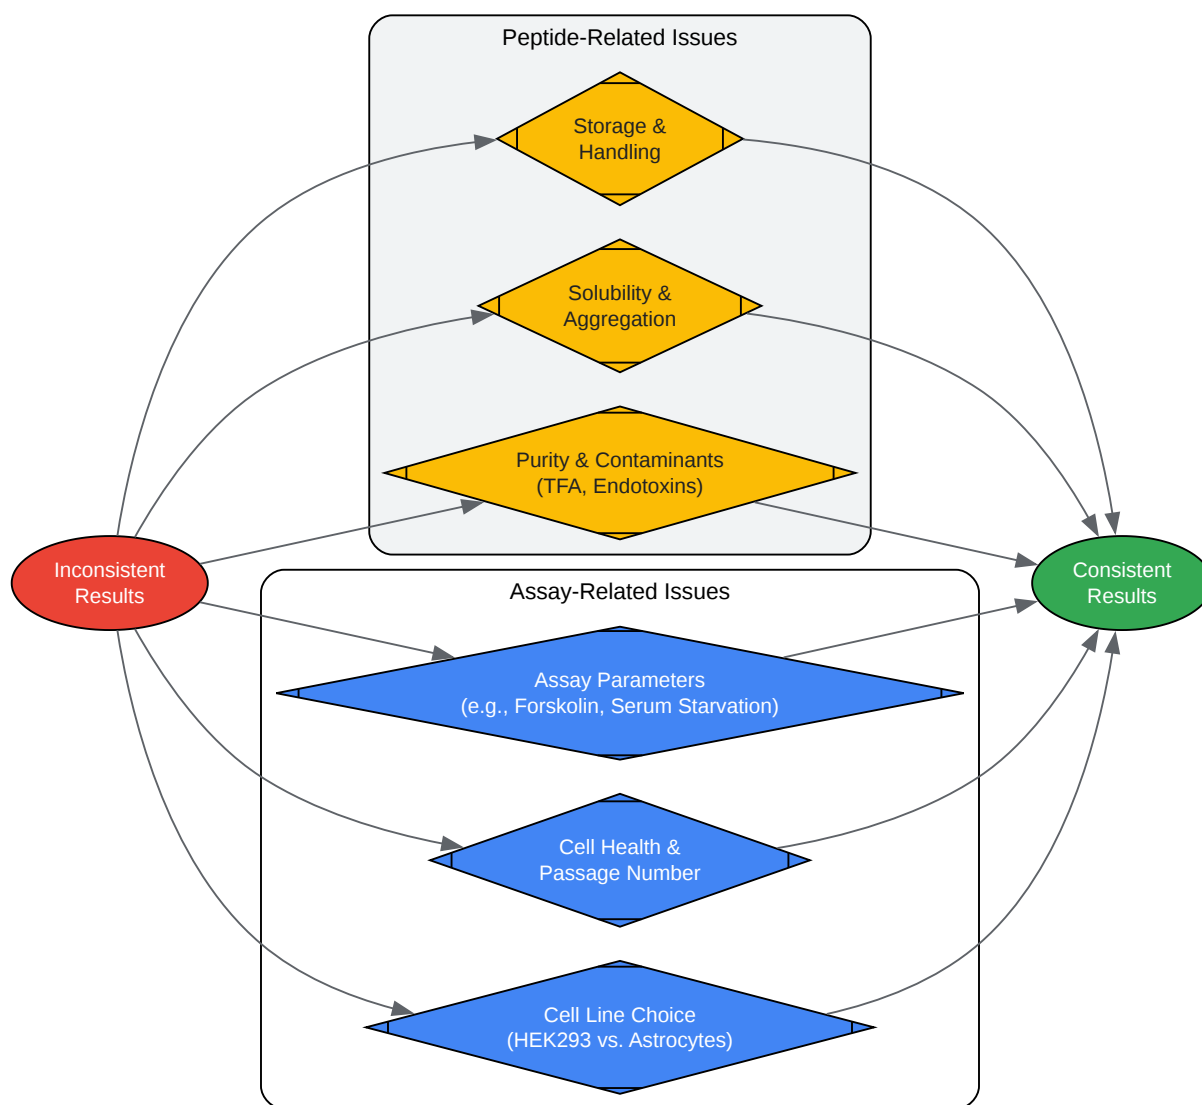 Peptide-Related Issues
Storage &
Handling
Solubility &
Aggregation
Purity & Contaminants
(TFA, Endotoxins)
Inconsistent
Results
Consistent
Results
Assay-Related Issues
Assay Parameters
(e.g., Forskolin, Serum Starvation)
Cell Health &
Passage Number
Cell Line Choice
(HEK293 vs. Astrocytes)